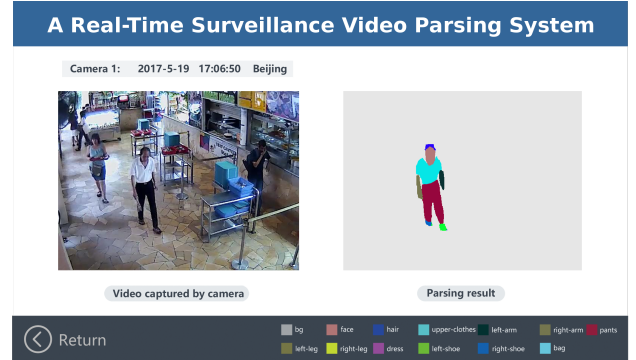 A Real-Time Surveillance Video Parsing System
Camera 1: 2017-5-19 17:06:50 Beijing
Video captured by camera
Parsing result
Return
bg face hair upper-clothes left-arm right-arm pants
left-leg right-leg dress left-shoe right-shoe bag